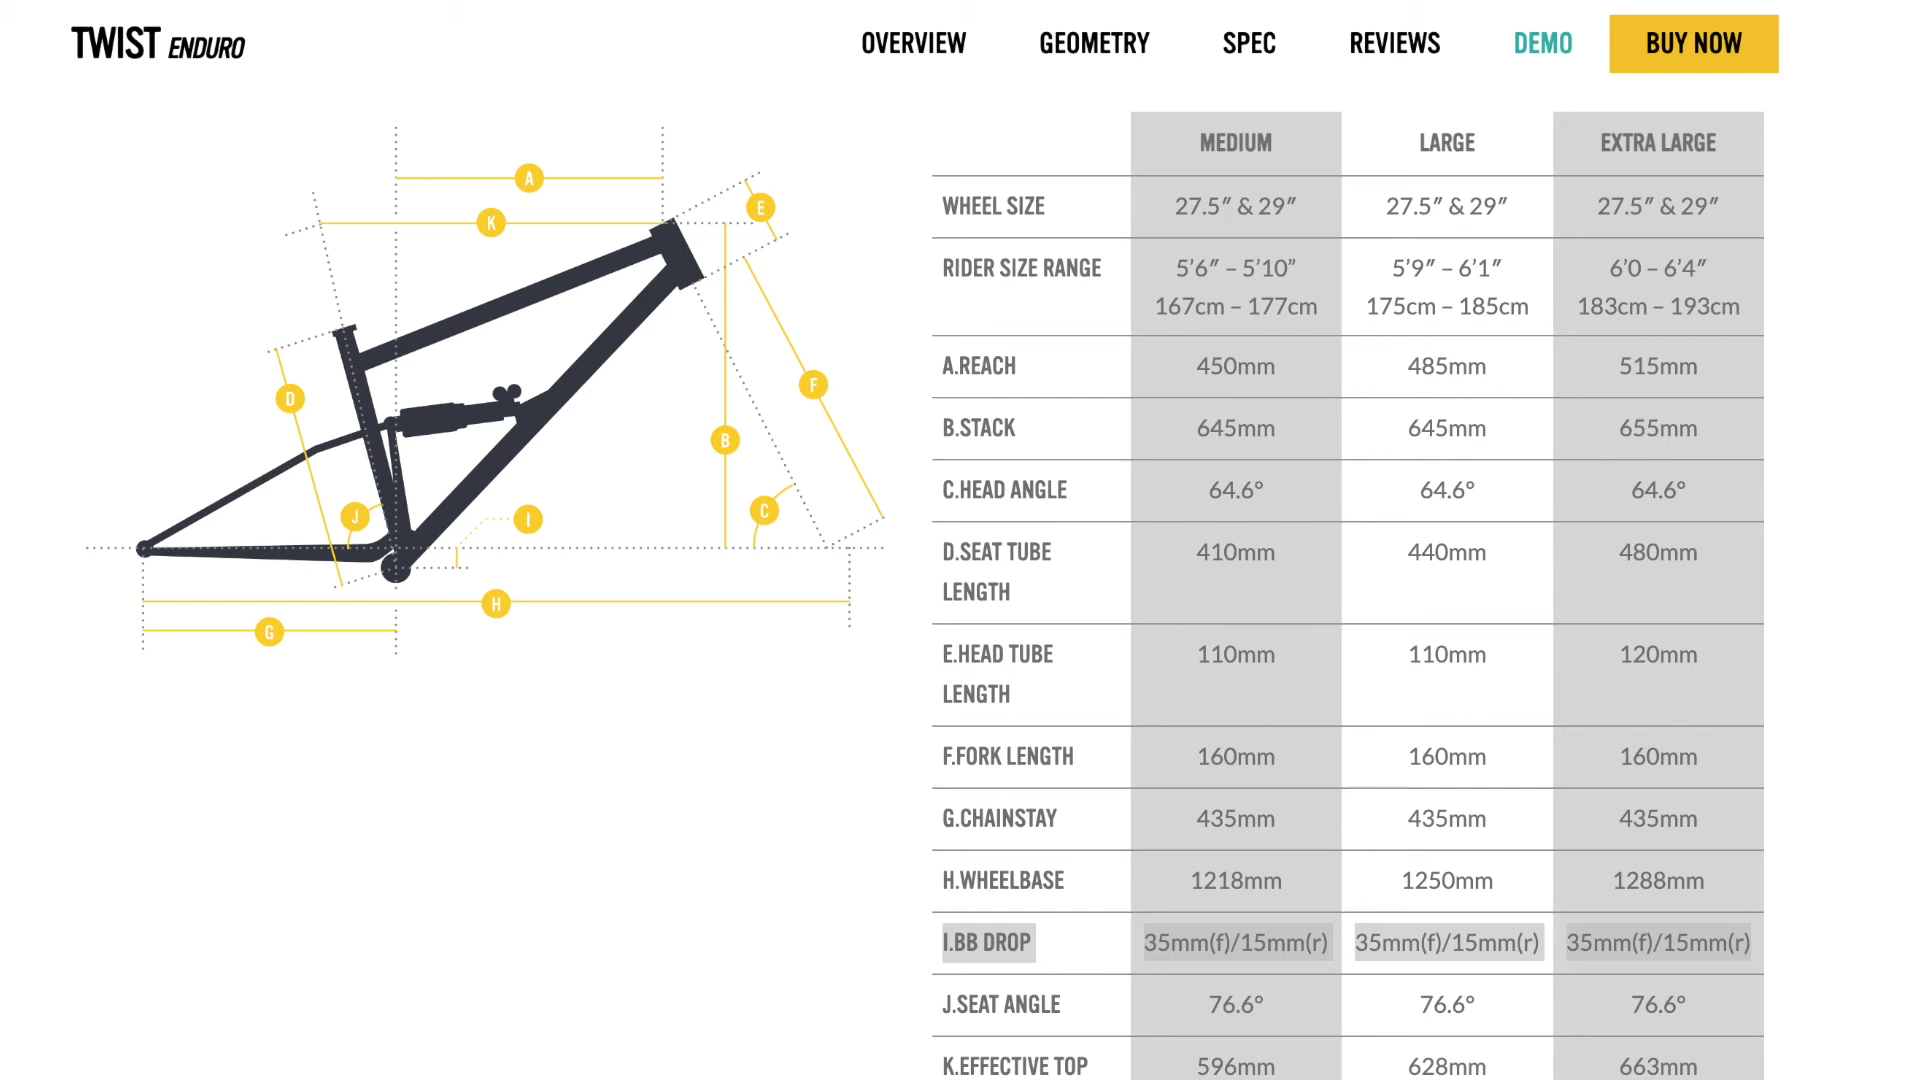 TWIST ENDURO
OVERVIEW GEOMETRY SPEC REVIEWS DEMO BUY NOW
A
K
E
D
F
B
J
I
C
H
G
MEDIUM LARGE EXTRA LARGE
WHEEL SIZE 27.5″ & 29″ 27.5″ & 29″ 27.5″ & 29″
RIDER SIZE RANGE 5’6″ – 5’10” 5’9″ – 6’1″ 6’0 – 6’4″
167cm – 177cm 175cm – 185cm 183cm – 193cm
A.REACH 450mm 485mm 515mm
B.STACK 645mm 645mm 655mm
C.HEAD ANGLE 64.6° 64.6° 64.6°
D.SEAT TUBE 410mm 440mm 480mm
LENGTH
E.HEAD TUBE 110mm 110mm 120mm
LENGTH
F.FORK LENGTH 160mm 160mm 160mm
G.CHAINSTAY 435mm 435mm 435mm
H.WHEELBASE 1218mm 1250mm 1288mm
I.BB DROP 35mm(f)/15mm(r) 35mm(f)/15mm(r) 35mm(f)/15mm(r)
J.SEAT ANGLE 76.6° 76.6° 76.6°
K.EFFECTIVE TOP 596mm 628mm 663mm